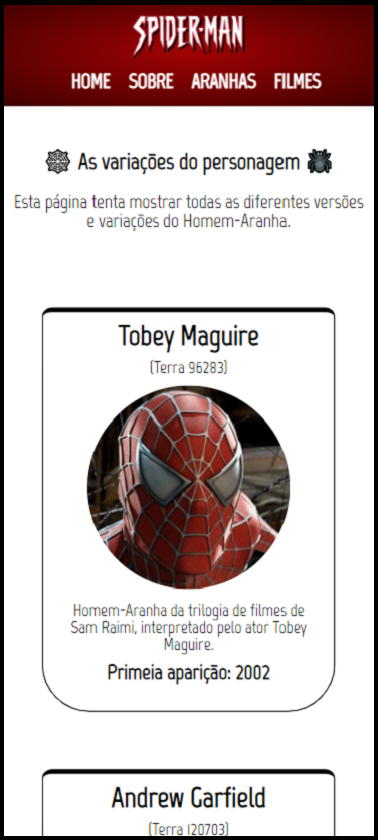 SPIDER-MAN
HOME SOBRE ARANHAS FILMES
As variações do personagem
Esta página tenta mostrar todas as diferentes versões
e variações do Homem-Aranha.
Tobey Maguire
(Terra 96283)
Homem-Aranha da trilogia de filmes de
Sam Raimi, interpretado pelo ator Tobey
Maguire.
Primeia aparição: 2002
Andrew Garfield
(Terra 120703)